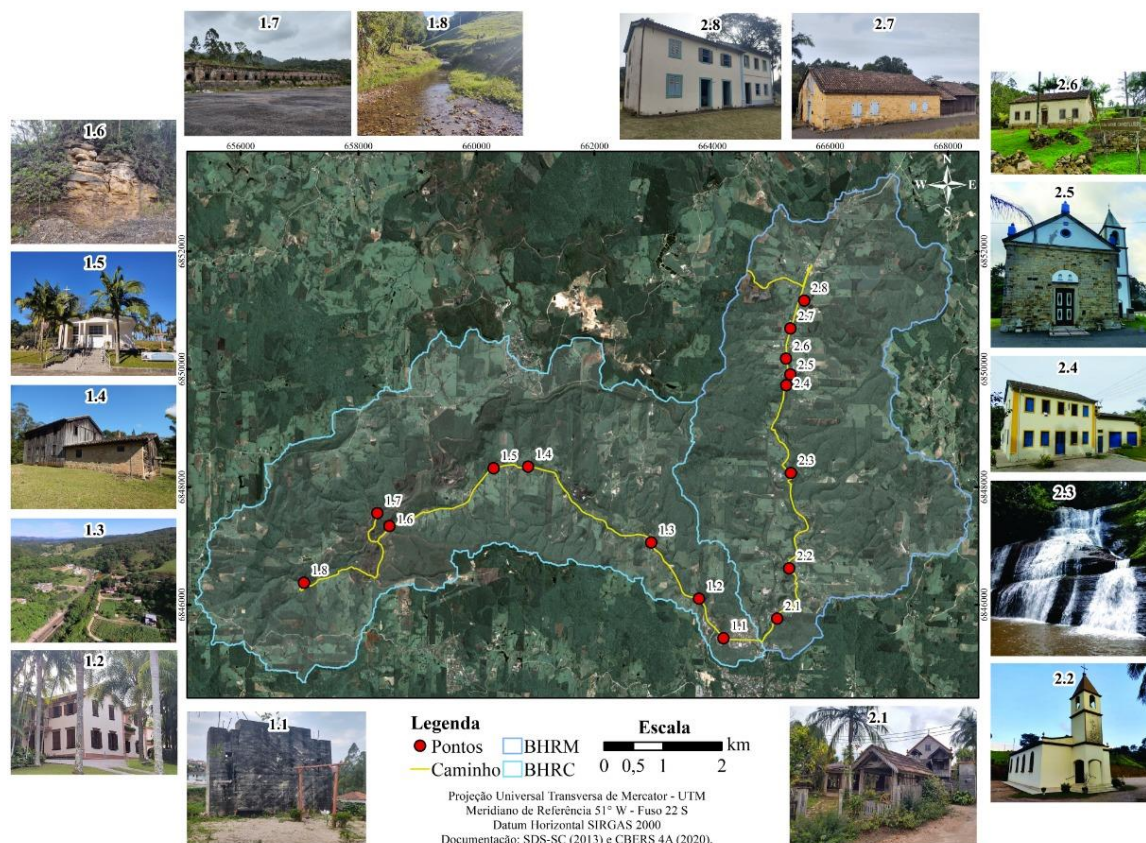 1.7
1.8
2.8
2.7
1.6
1.5
1.4
1.3
1.2
1.1
2.6
2.5
2.4
2.3
2.2
2.1
656000
658000
660000
662000
664000
666000
668000
6852000
6850000
6848000
6846000
N
W E
S
2.8
2.7
2.6
2.5
2.4
2.3
2.2
2.1
1.5
1.4
1.7
1.6
1.8
1.3
1.2
1.1
Legenda
Pontos
BHRM
Caminho
BHRC
Escala
km
0 0,5 1 2
Projeção Universal Transversa de Mercator - UTM
Meridiano de Referência 51° W - Fuso 22 S
Datum Horizontal SIRGAS 2000
Documentação: SDS-SC (2013) e CBERS 4A (2020).